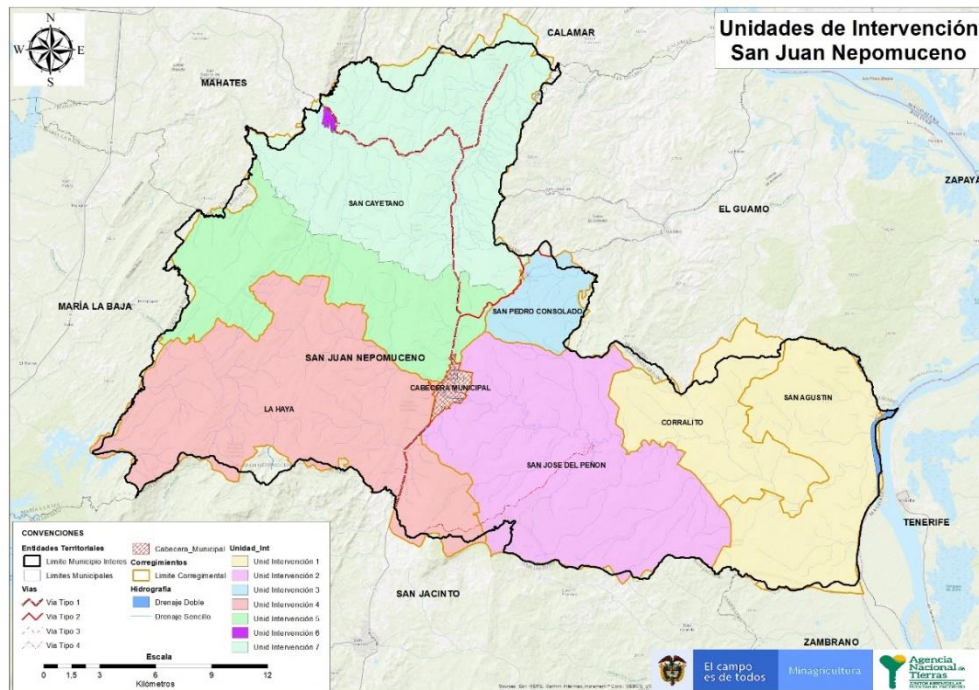 Unidades de Intervención
San Juan Nepomuceno
N
W E
S
CALAMAR
MAHATES
ZAPAYÁ
EL GUAMO
SAN CAYETANO
MARÍA LA BAJA
SAN PEDRO CONSOLADO
SAN JUAN NEPOMUCENO
CABECERA MUNICIPAL
LA HAYA
SAN AGUSTIN
CORRALITO
SAN JOSE DEL PEÑON
TENERIFE
SAN JACINTO
ZAMBRANO
CONVENCIONES
Entidades Territoriales
Limite Municipio Interes
Limites Municipales
Vías
Via Tipo 1
Via Tipo 2
Via Tipo 3
Via Tipo 4
Cabecera_Municipal
Corregimientos
Limite Corregimental
Hidrografia
Drenaje Doble
Drenaje Sencillo
Unidad_Int
Unid Intervención 1
Unid Intervención 2
Unid Intervención 3
Unid Intervención 4
Unid Intervención 5
Unid Intervención 6
Unid Intervención 7
Escala
0 1,5 3 6 9 12
Kilómetros
El campo
es de todos
Minagricultura
Agencia
Nacional de
Tierras